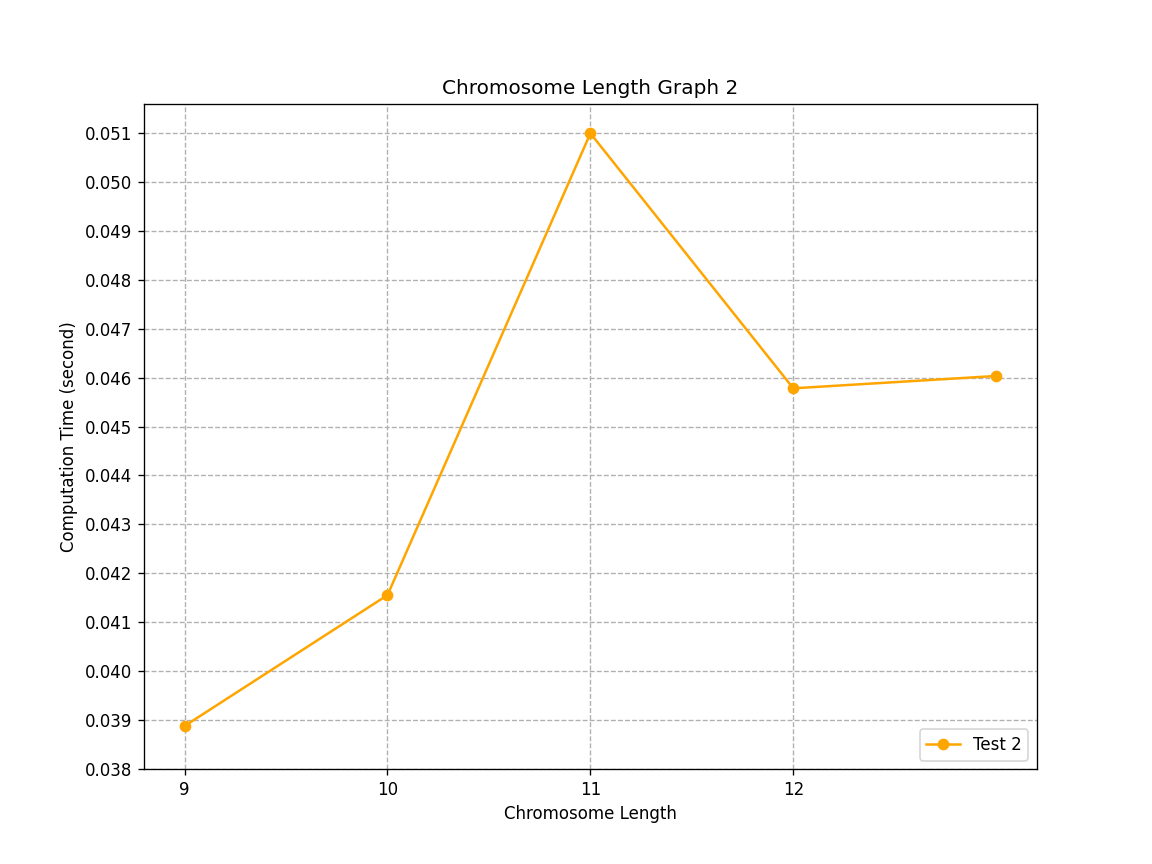 Chromosome Length Graph 2
Computation Time (second)
0.051
0.050
0.049
0.048
0.047
0.046
0.045
0.044
0.043
0.042
0.041
0.040
0.039
0.038
Test 2
9 10 11 12
Chromosome Length